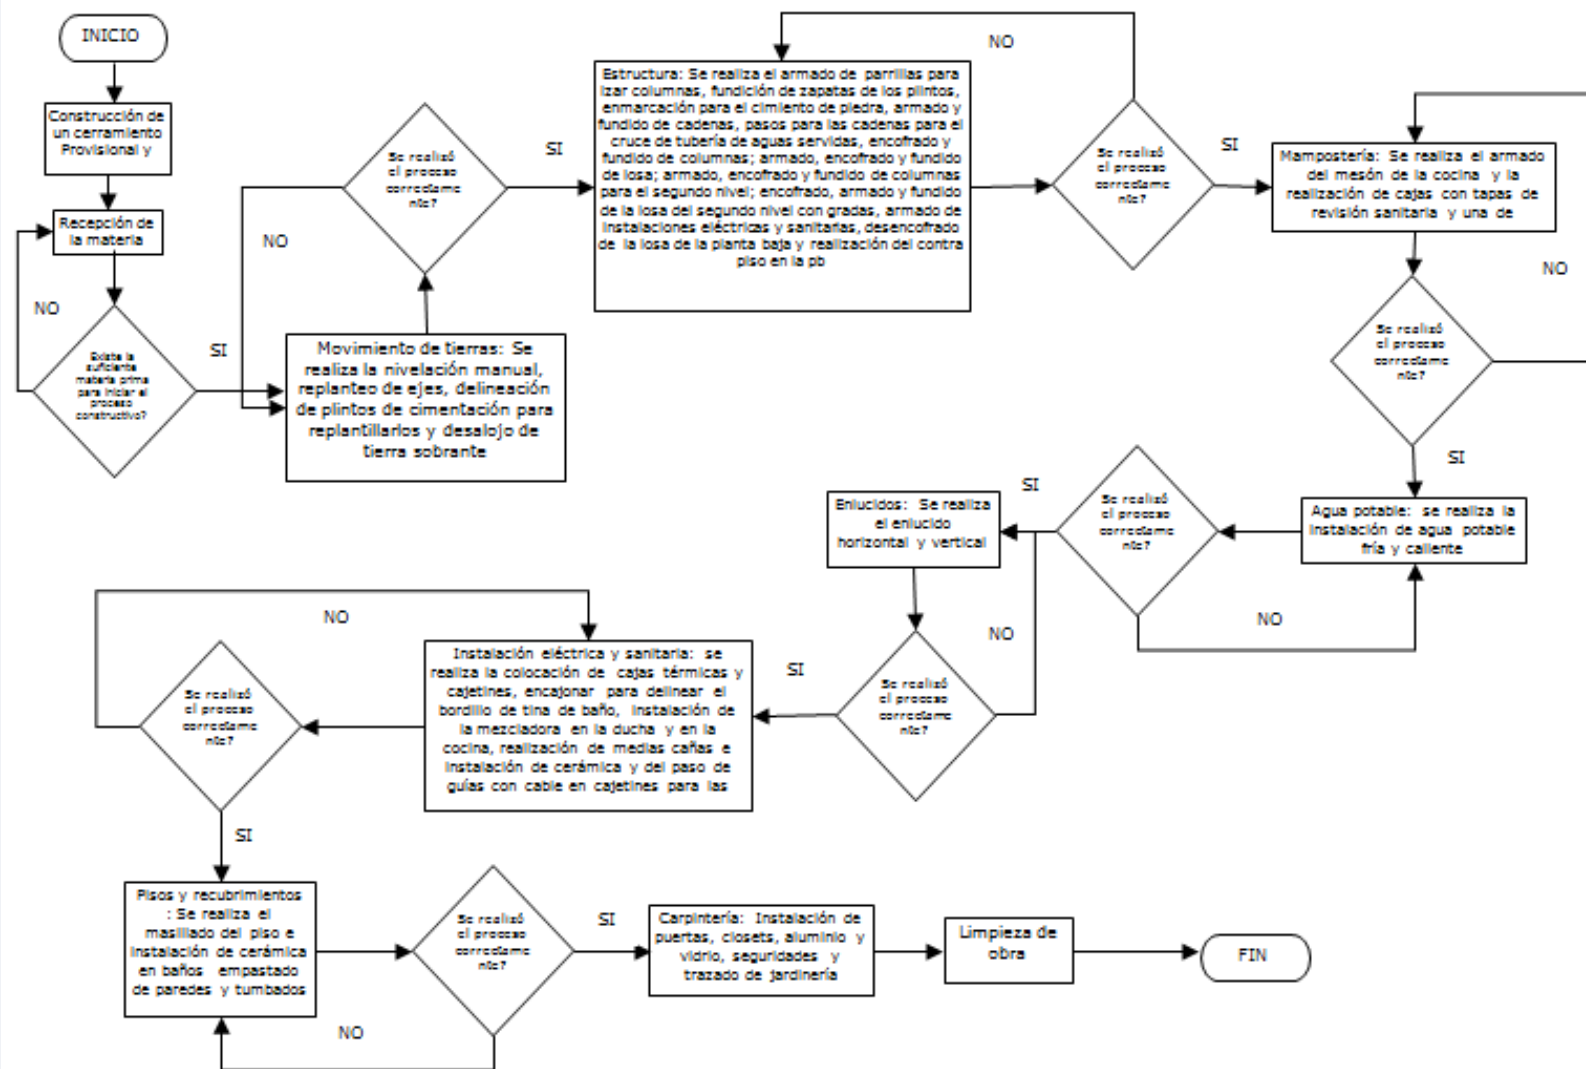 INICIO
Construcción de
un cerramiento
Provisional y
Recepción de
la materia
NO
Existe la
suficiente
materia prima
para iniciar el
proceso
constructivo?
SI
Movimiento de tierras: Se
realiza la nivelación manual,
replanteo de ejes, delineación
de plintos de cimentación para
replantillarlos y desalojo de
tierra sobrante
NO
Se realizó
el proceso
correctame
nte?
SI
Estructura: Se realiza el armado de parrillas para
izar columnas, fundición de zapatas de los plintos,
enmarcación para el cimiento de piedra, armado y
fundido de cadenas, pasos para las cadenas para el
cruce de tubería de aguas servidas, encofrado y
fundido de columnas; armado, encofrado y fundido
de losa; armado, encofrado y fundido de columnas
para el segundo nivel; encofrado, armado y fundido
de la losa del segundo nivel con gradas, armado de
instalaciones eléctricas y sanitarias, desencofrado
de la losa de la planta baja y realización del contra
piso en la pb
NO
Se realizó
el proceso
correctame
nte?
SI
Mampostería: Se realiza el armado
del mesón de la cocina y la
realización de cajas con tapas de
revisión sanitaria y una de
NO
Se realizó
el proceso
correctame
nte?
SI
Agua potable: se realiza la
instalación de agua potable
fría y caliente
Se realizó
el proceso
correctame
nte?
NO
SI
Enlucidos: Se realiza
el enlucido
horizontal y vertical
NO
Se realizó
el proceso
correctame
nte?
SI
Instalación eléctrica y sanitaria: se
realiza la colocación de cajas térmicas y
cajetines, encajonar para delinear el
bordillo de tina de baño, instalación de
la mezcladora en la ducha y en la
cocina, realización de medias cañas e
instalación de cerámica y del paso de
guías con cable en cajetines para las
NO
Se realizó
el proceso
correctame
nte?
SI
Pisos y recubrimientos
: Se realiza el
masillado del piso e
instalación de cerámica
en baños empastado
de paredes y tumbados
NO
Se realizó
el proceso
correctame
nte?
SI
Carpintería: Instalación de
puertas, closets, aluminio y
vidrio, seguridades y
trazado de jardinería
Limpieza de
obra
FIN